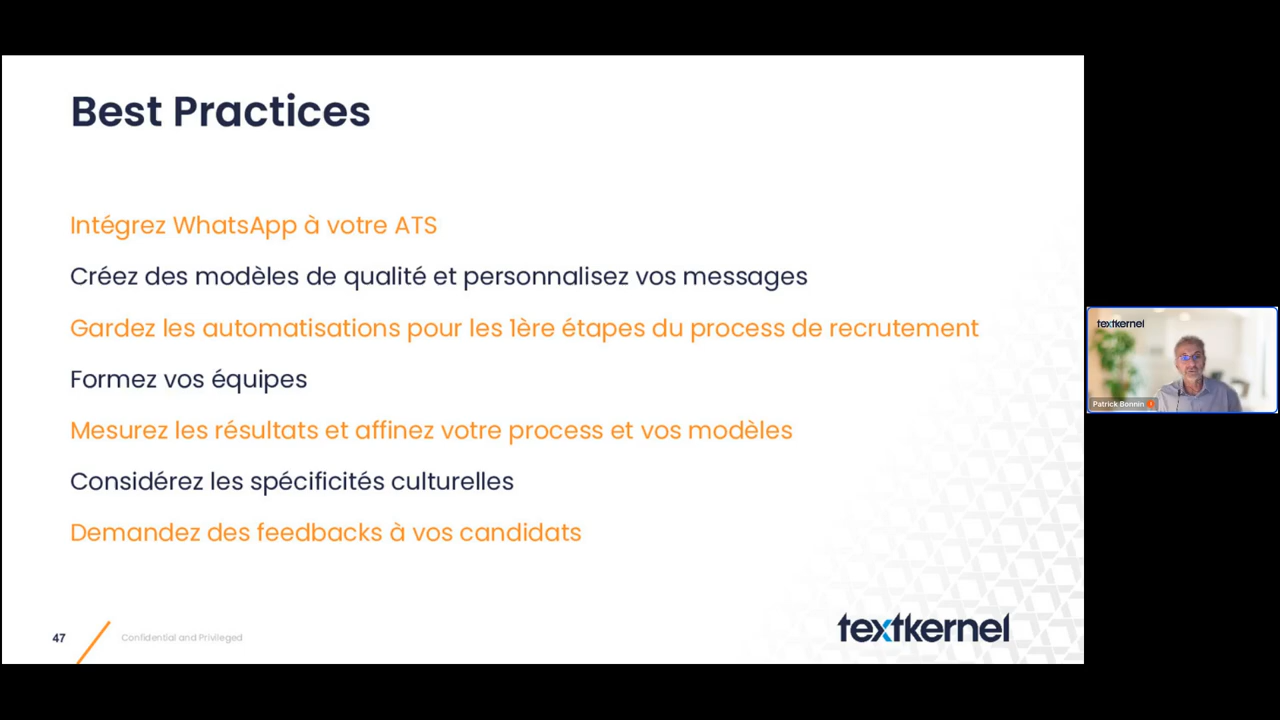 Best Practices
Intégrez WhatsApp à votre ATS
Créez des modèles de qualité et personnalisez vos messages
Gardez les automatisations pour les 1ère étapes du process de recrutement
Formez vos équipes
Mesurez les résultats et affinez votre process et vos modèles
Considérez les spécificités culturelles
Demandez des feedbacks à vos candidats
47
Confidential and Privileged
textkernel
textkernel
Patrick Bonnin